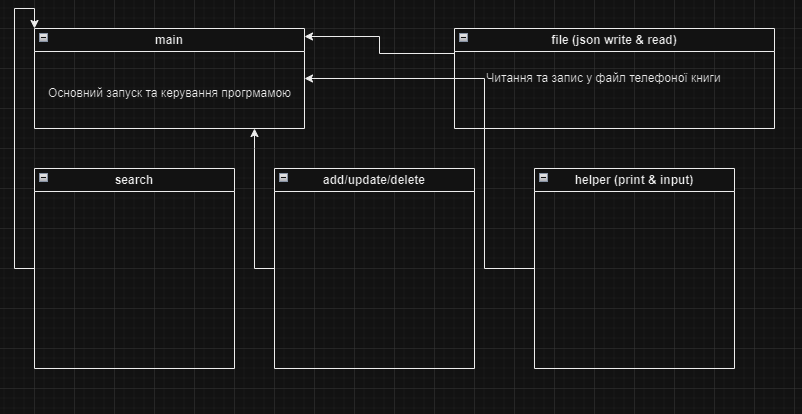 main
file (json write & read)
Основний запуск та керування прогрмамою
Читання та запис у файл телефоної книги
search
add/update/delete
helper (print & input)